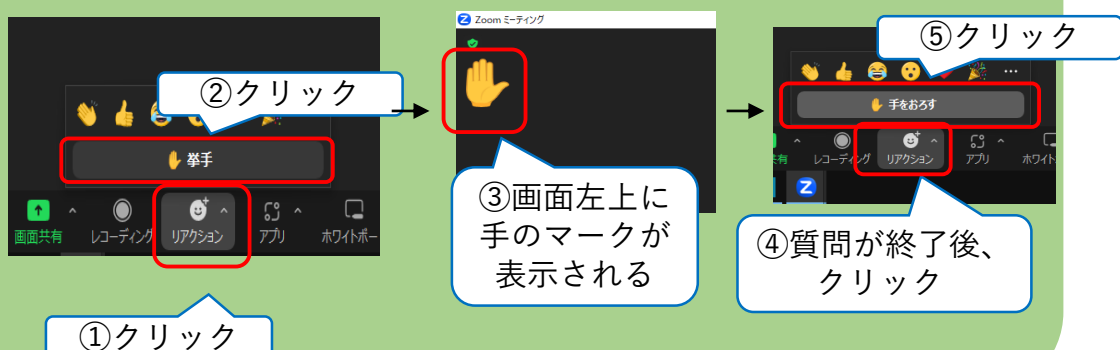 ②クリック
✋ 挙手
画面共有
レコーディング
リアクション
アプリ
ホワイトボー
①クリック
Zoom ミーティング
③画面左上に
手のマークが
表示される
⑤クリック
✋ 手をおろす
有
レコーディング
リアクション
アプリ
ホワイト
④質問が終了後、
クリック